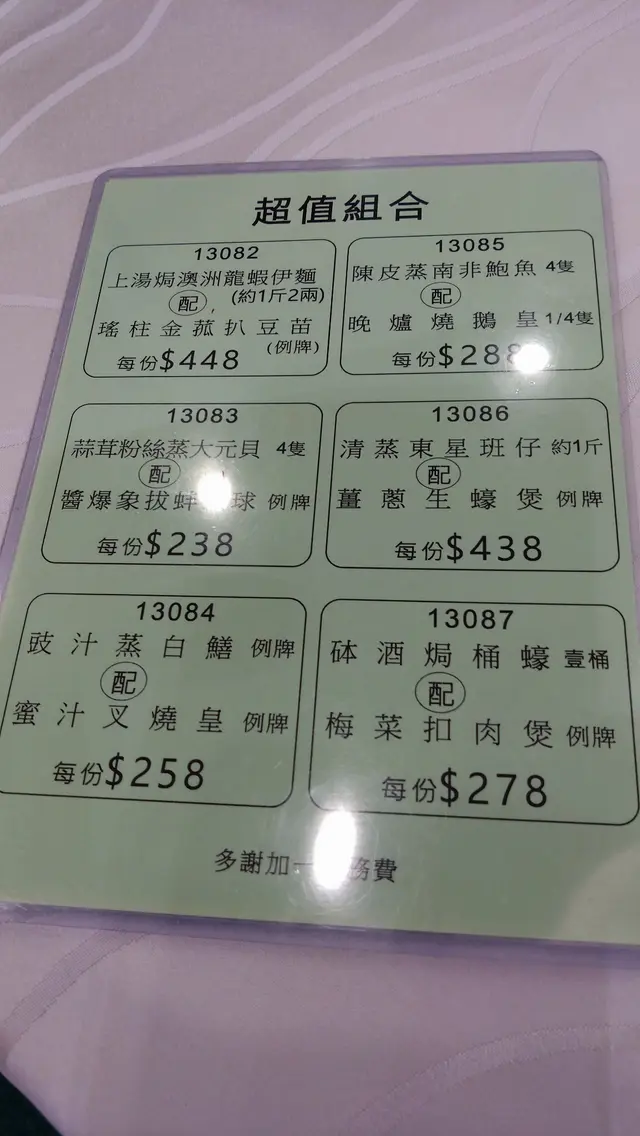 超值組合
13082
上湯焗澳洲龍蝦伊麵
配 (約1斤2兩)
瑤柱金菰扒豆苗
(例牌)
每份$448
13085
陳皮蒸南非鮑魚 4隻
配
晚爐燒鵝皇 1/4隻
每份$288
13083
蒜茸粉絲蒸大元貝 4隻
配
醬爆象拔蚌 球 例牌
每份$238
13086
清蒸東星班仔 約1斤
配
薑蔥生蠔煲 例牌
每份$438
13084
豉汁蒸白鱔 例牌
配
蜜汁叉燒皇 例牌
每份$258
13087
砵酒焗桶蠔 壹桶
配
梅菜扣肉煲 例牌
每份$278
多謝加一 務費